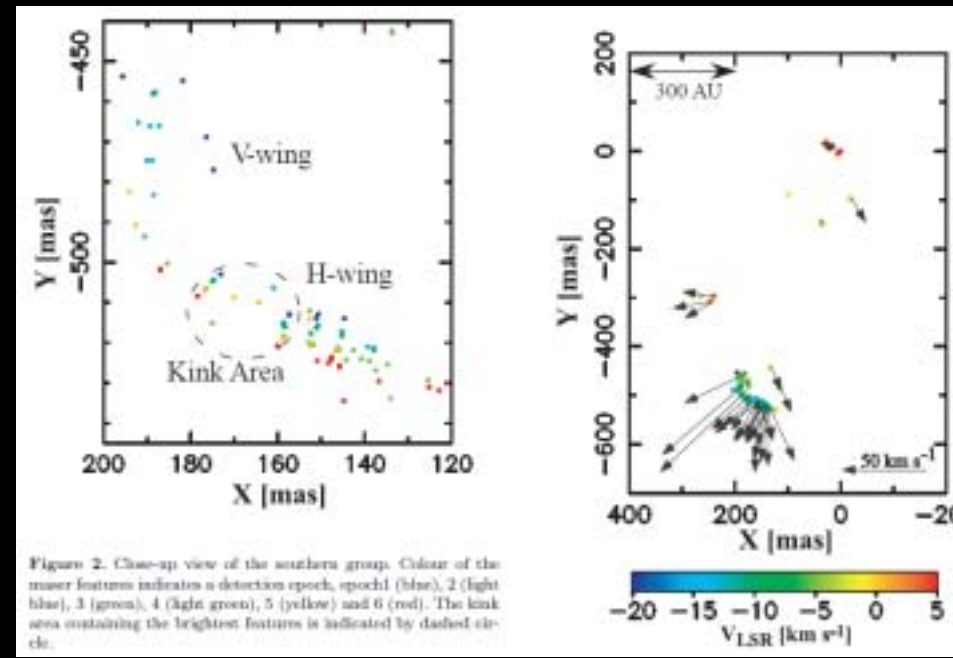 −450
−500
Y [mas]
V-wing
H-wing
Kink Area
200 180 160 140 120
X [mas]
Figure 2. Close-up view of the southern group. Colour of the
maser features indicates a detection epoch, epoch1 (blue), 2 (light
blue), 3 (green), 4 (light green), 5 (yellow) and 6 (red). The kink
area containing the brightest features is indicated by dashed cir-
cle.
200
0
−200
−400
−600
Y [mas]
300 AU
50 km s⁻¹
400 200 0 −20
X [mas]
−20 −15 −10 −5 0 5
VLSR [km s⁻¹]